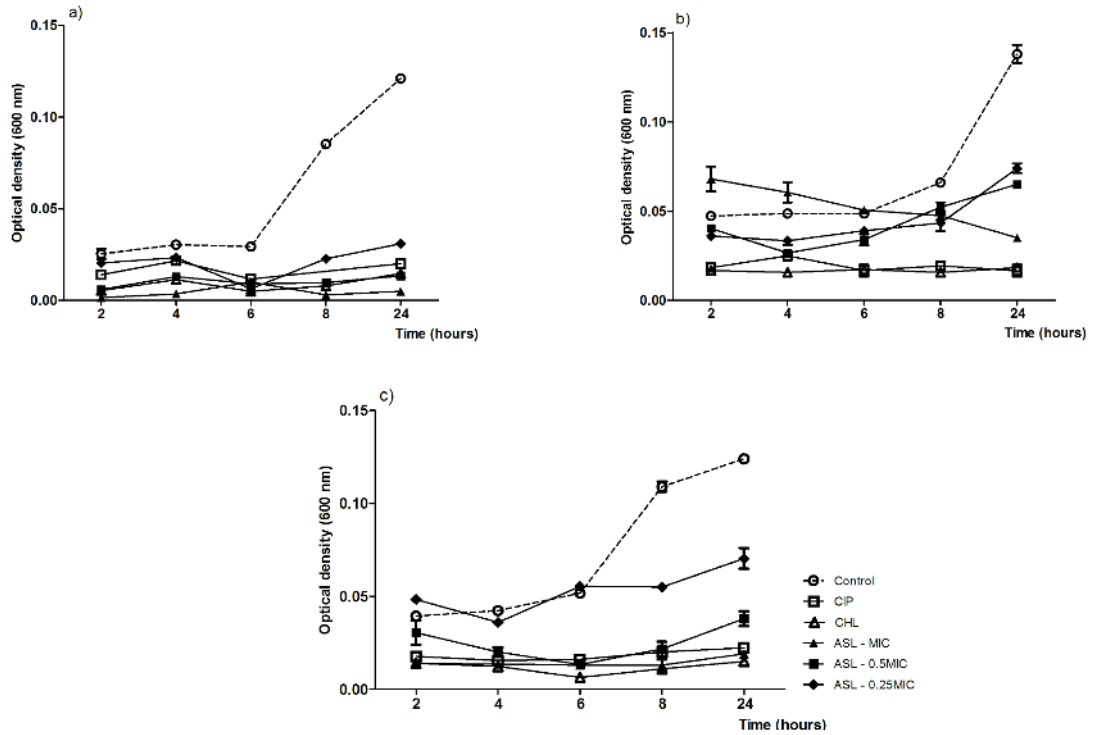 a)
0.15
0.10
0.05
0.00
Optical density (600 nm)
2 4 6 8 24
Time (hours)
b)
0.15
0.10
0.05
0.00
Optical density (600 nm)
2 4 6 8 24
Time (hours)
c)
0.15
0.10
0.05
0.00
Optical density (600 nm)
2 4 6 8 24
Time (hours)
Control
CIP
CHL
ASL - MIC
ASL - 0.5MIC
ASL - 0.25MIC